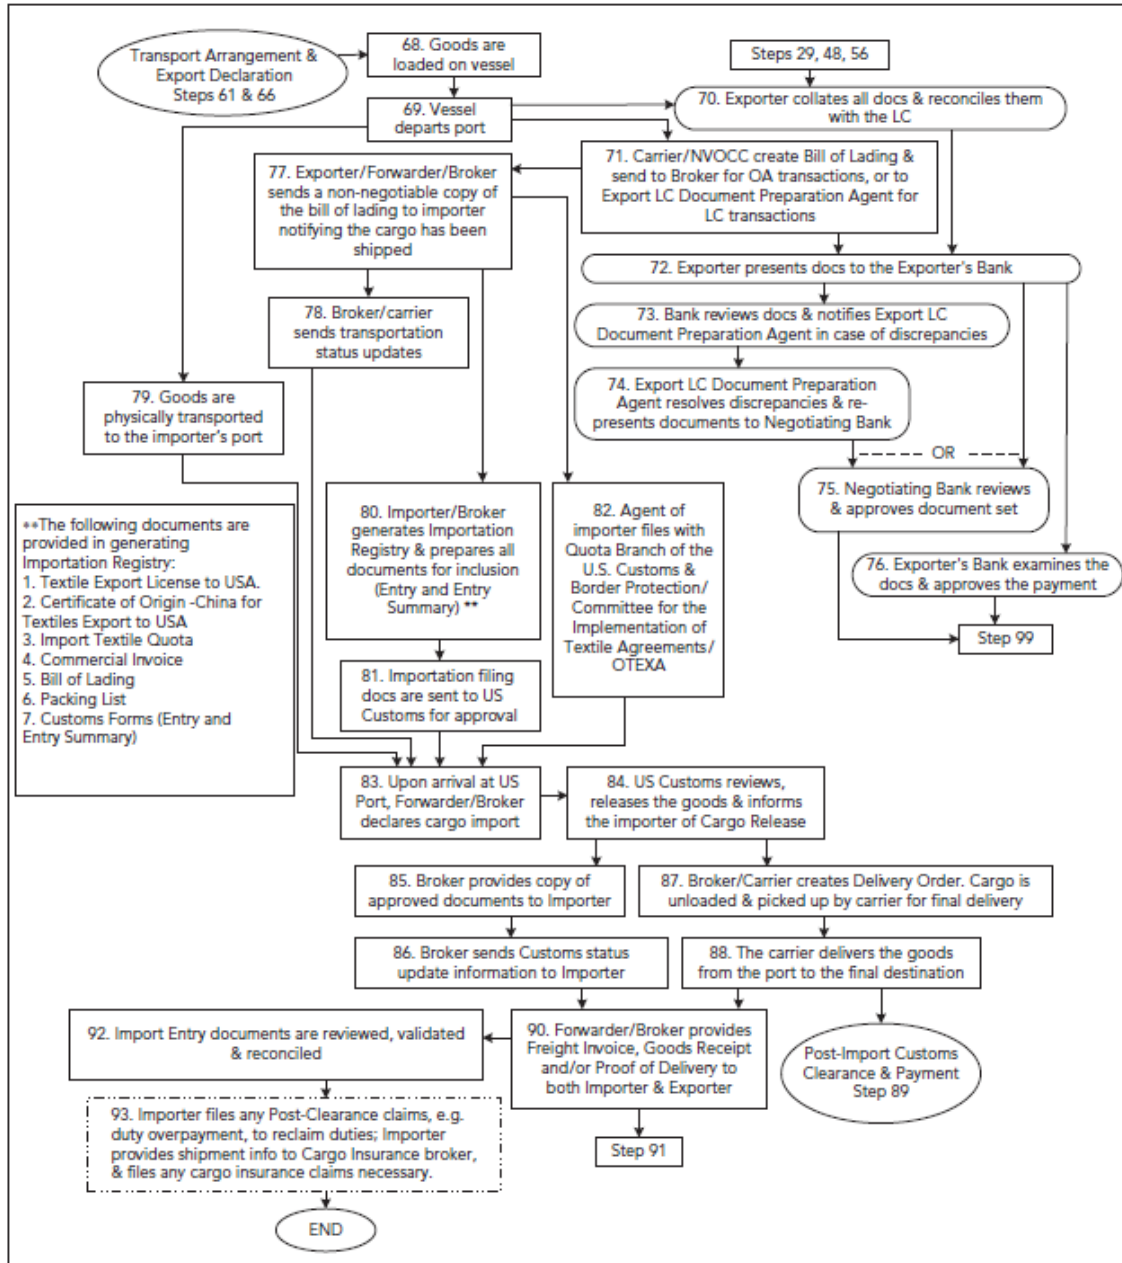 Transport Arrangement &
Export Declaration
Steps 61 & 66
68. Goods are
loaded on vessel
Steps 29, 48, 56
69. Vessel
departs port
70. Exporter collates all docs & reconciles them
with the LC
71. Carrier/NVOCC create Bill of Lading &
send to Broker for OA transactions, or to
Export LC Document Preparation Agent for
LC transactions
77. Exporter/Forwarder/Broker
sends a non-negotiable copy of
the bill of lading to importer
notifying the cargo has been
shipped
72. Exporter presents docs to the Exporter's Bank
78. Broker/carrier
sends transportation
status updates
73. Bank reviews docs & notifies Export LC
Document Preparation Agent in case of discrepancies
74. Export LC Document Preparation
Agent resolves discrepancies & re-
presents documents to Negotiating Bank
79. Goods are
physically transported
to the importer's port
OR
75. Negotiating Bank reviews
& approves document set
76. Exporter's Bank examines the
docs & approves the payment
Step 99
**The following documents are
provided in generating
Importation Registry:
1. Textile Export License to USA.
2. Certificate of Origin -China for
Textiles Export to USA
3. Import Textile Quota
4. Commercial Invoice
5. Bill of Lading
6. Packing List
7. Customs Forms (Entry and
Entry Summary)
80. Importer/Broker
generates Importation
Registry & prepares all
documents for inclusion
(Entry and Entry
Summary) **
82. Agent of
importer files with
Quota Branch of the
U.S. Customs &
Border Protection/
Committee for the
Implementation of
Textile Agreements/
OTEXA
81. Importation filing
docs are sent to US
Customs for approval
83. Upon arrival at US
Port, Forwarder/Broker
declares cargo import
84. US Customs reviews,
releases the goods & informs
the importer of Cargo Release
85. Broker provides copy of
approved documents to Importer
87. Broker/Carrier creates Delivery Order. Cargo is
unloaded & picked up by carrier for final delivery
86. Broker sends Customs status
update information to Importer
88. The carrier delivers the goods
from the port to the final destination
92. Import Entry documents are reviewed, validated
& reconciled
90. Forwarder/Broker provides
Freight Invoice, Goods Receipt
and/or Proof of Delivery to
both Importer & Exporter
Post-Import Customs
Clearance & Payment
Step 89
93. Importer files any Post-Clearance claims, e.g.
duty overpayment, to reclaim duties; Importer
provides shipment info to Cargo Insurance broker,
& files any cargo insurance claims necessary.
Step 91
END